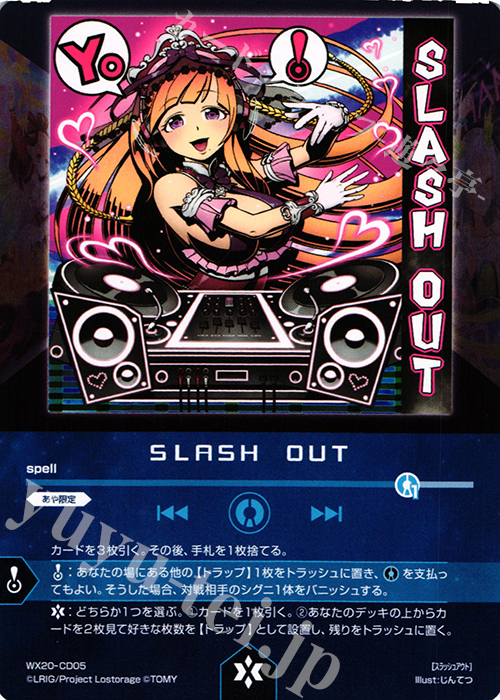 Yo
SLASH OUT
SLASH OUT
spell
1
あや限定
カードを3枚引く。その後、手札を1枚捨てる。
:あなたの場にある他の【トラップ】1枚をトラッシュに置き、を支払っ
てもよい。そうした場合、対戦相手のシグニ1体をバニッシュする。
:どちらか1つを選ぶ。①カードを1枚引く。②あなたのデッキの上からカ
ードを2枚見て好きな枚数を【トラップ】として設置し、残りをトラッシュに置く。
WX20-CD05
[スラッシュアウト]
©LRIG/Project Lostorage ©TOMY
Illust:じんてつ
yuyu-tei.jp